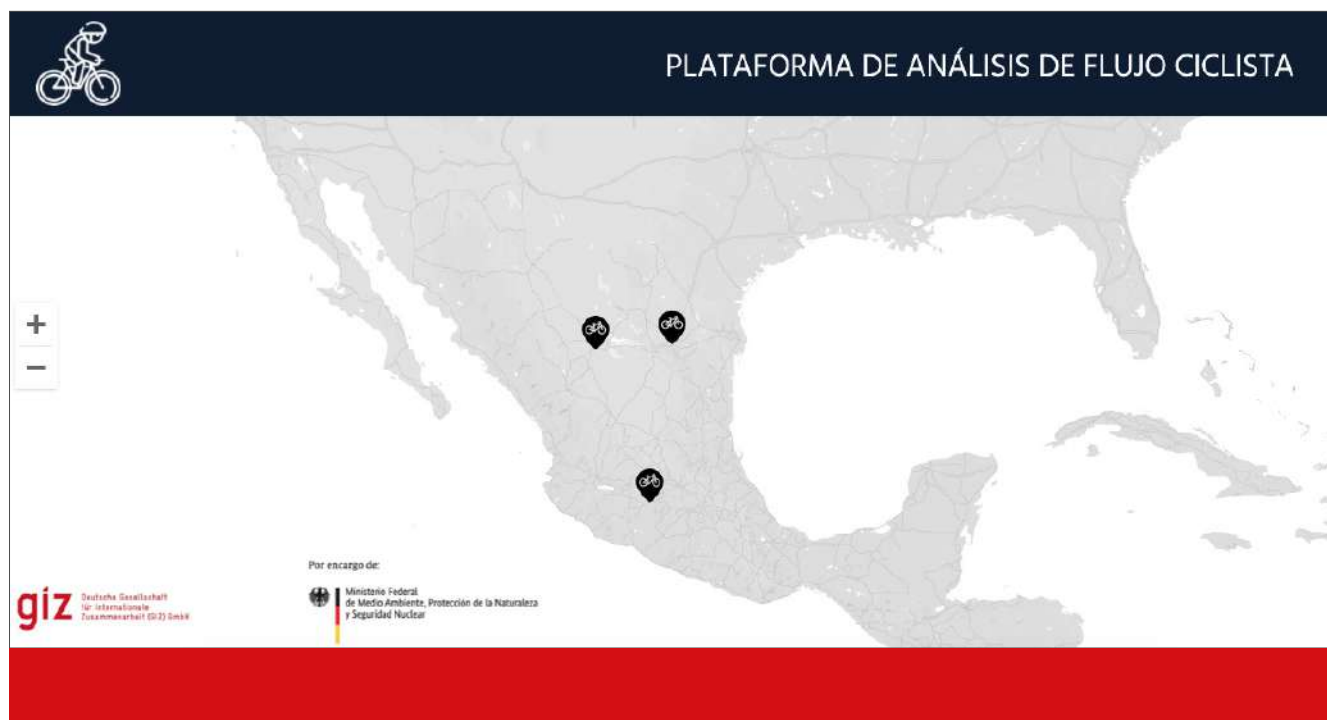 PLATAFORMA DE ANÁLISIS DE FLUJO CICLISTA
+
−
Por encargo de:
giz
Deutsche Gesellschaft
für Internationale
Zusammenarbeit (GIZ) GmbH
Ministerio Federal
de Medio Ambiente, Protección de la Naturaleza
y Seguridad Nuclear